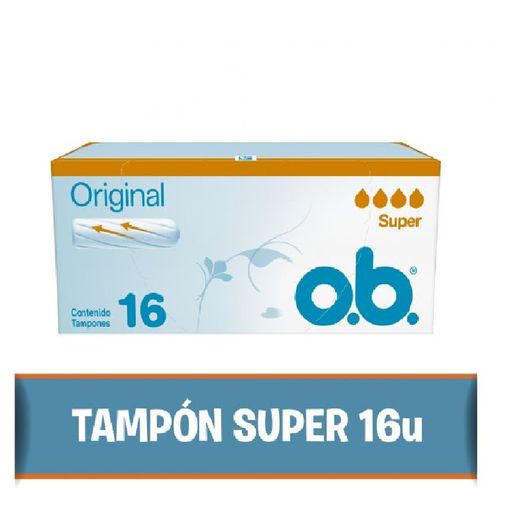 Original
Super
Contenido
Tampones
16
o.b.®
TAMPÓN SUPER 16u